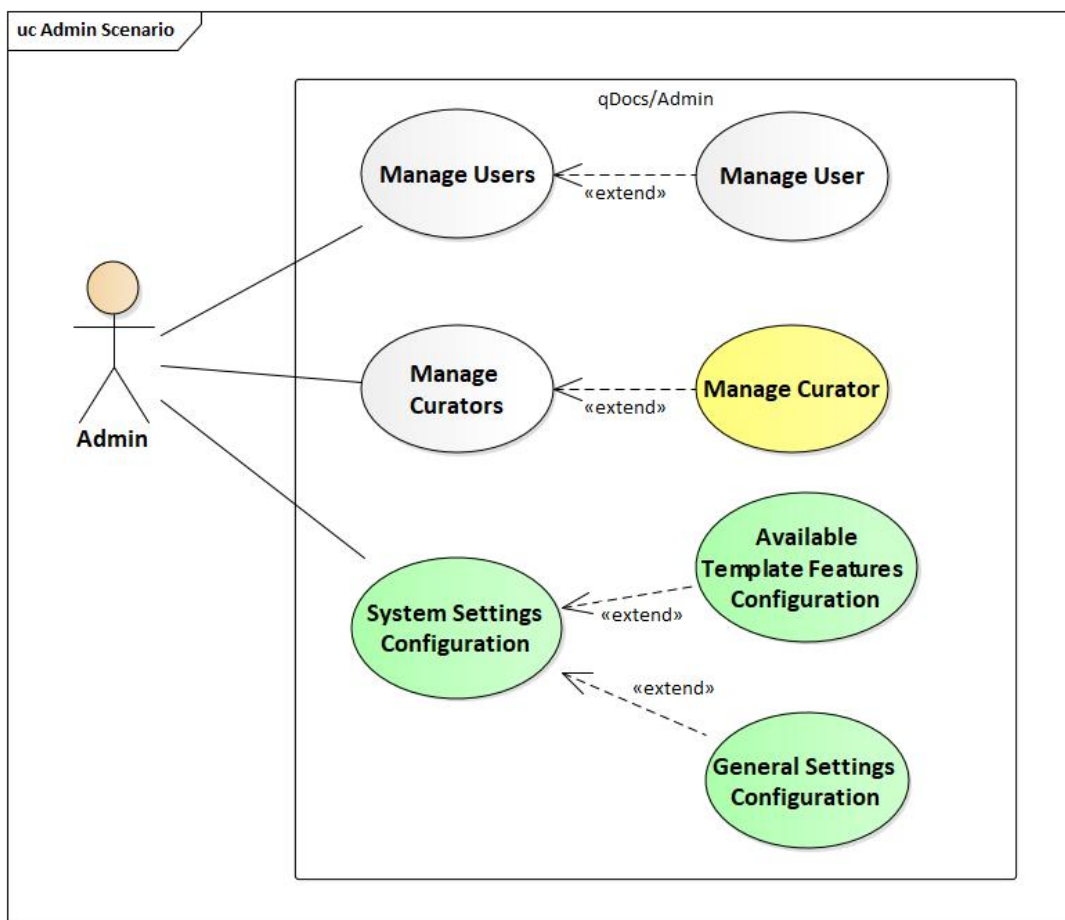 uc Admin Scenario
qDocs/Admin
Manage Users
«extend»
Manage User
Admin
Manage
Curators
«extend»
Manage Curator
System Settings
Configuration
«extend»
Available
Template Features
Configuration
«extend»
General Settings
Configuration